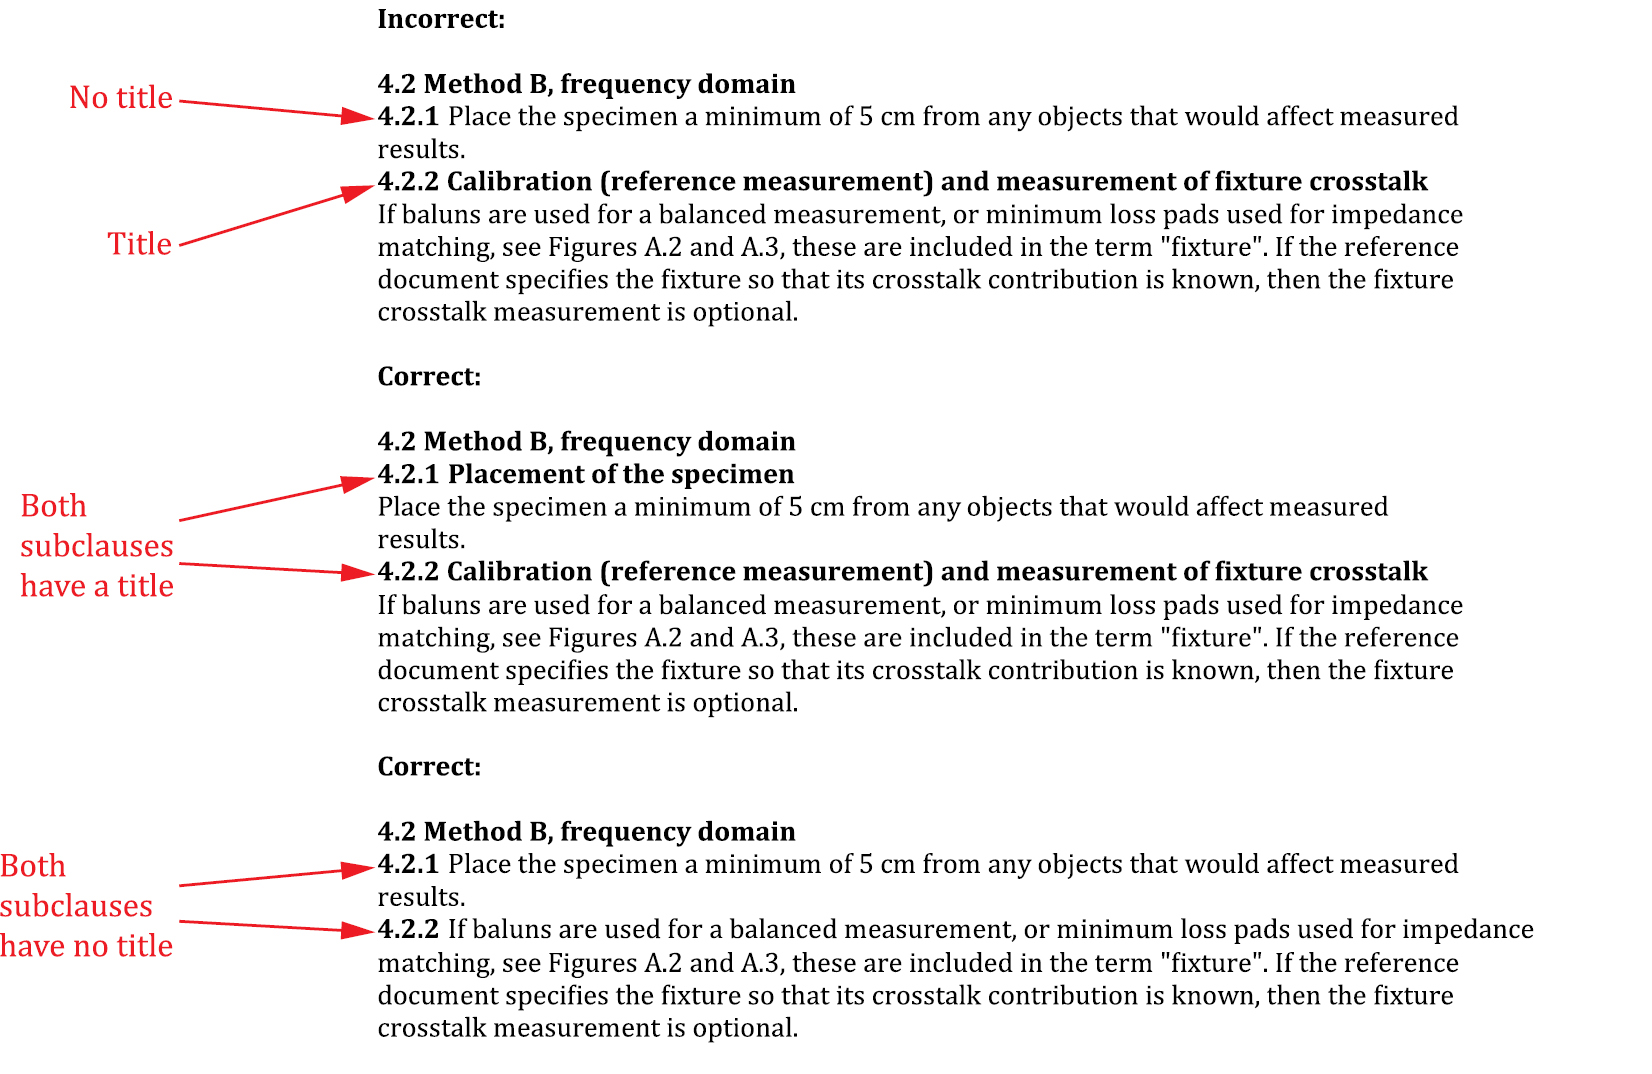 Incorrect:
4.2 Method B, frequency domain
No title
4.2.1 Place the specimen a minimum of 5 cm from any objects that would affect measured
results.
4.2.2 Calibration (reference measurement) and measurement of fixture crosstalk
Title
If baluns are used for a balanced measurement, or minimum loss pads used for impedance
matching, see Figures A.2 and A.3, these are included in the term "fixture". If the reference
document specifies the fixture so that its crosstalk contribution is known, then the fixture
crosstalk measurement is optional.
Correct:
4.2 Method B, frequency domain
4.2.1 Placement of the specimen
Both
subclauses
have a title
Place the specimen a minimum of 5 cm from any objects that would affect measured
results.
4.2.2 Calibration (reference measurement) and measurement of fixture crosstalk
If baluns are used for a balanced measurement, or minimum loss pads used for impedance
matching, see Figures A.2 and A.3, these are included in the term "fixture". If the reference
document specifies the fixture so that its crosstalk contribution is known, then the fixture
crosstalk measurement is optional.
Correct:
4.2 Method B, frequency domain
Both
subclauses
have no title
4.2.1 Place the specimen a minimum of 5 cm from any objects that would affect measured
results.
4.2.2 If baluns are used for a balanced measurement, or minimum loss pads used for impedance
matching, see Figures A.2 and A.3, these are included in the term "fixture". If the reference
document specifies the fixture so that its crosstalk contribution is known, then the fixture
crosstalk measurement is optional.